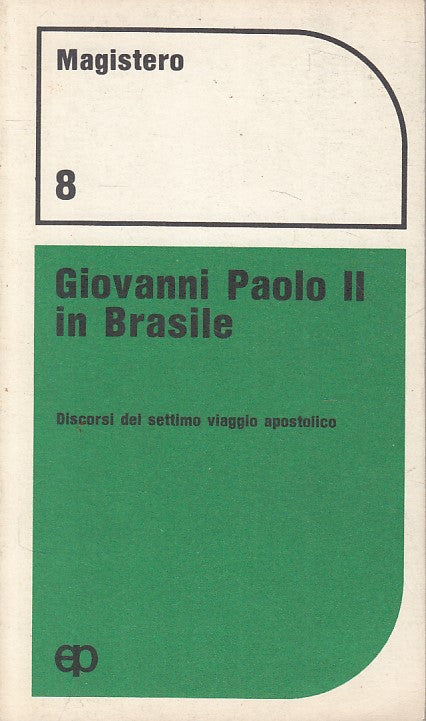 Magistero
8
Giovanni Paolo II
in Brasile
Discorsi del settimo viaggio apostolico
ep